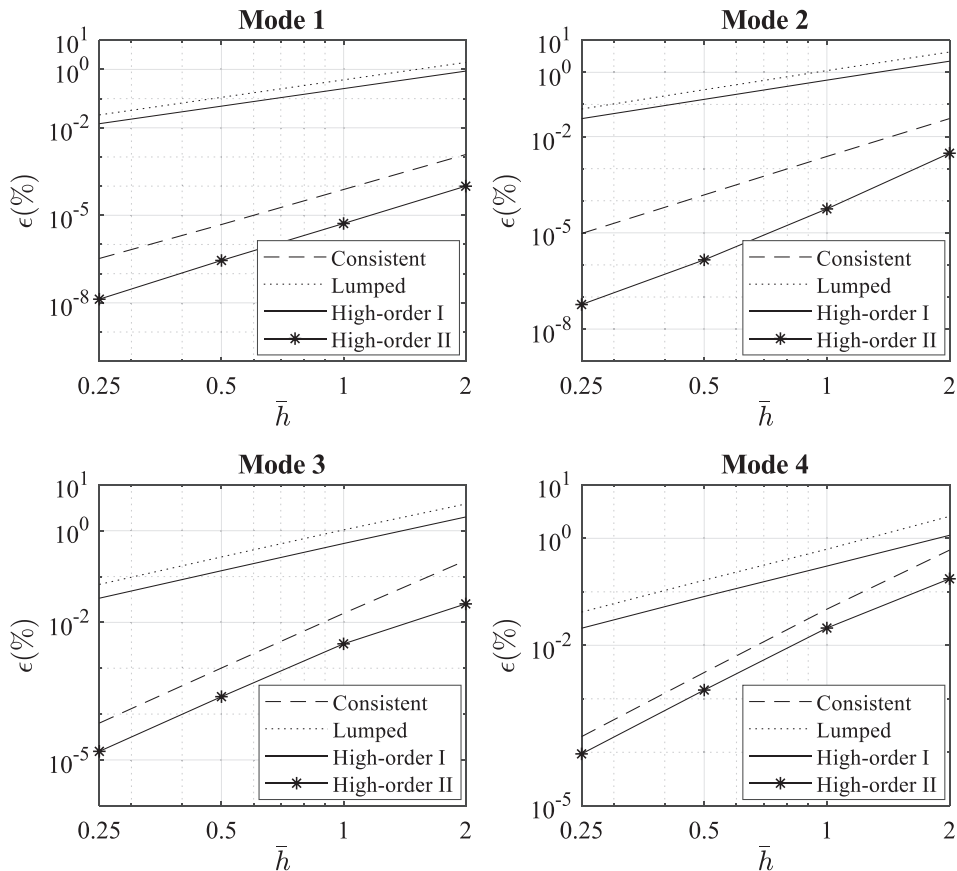 Mode 1
ϵ(%)
10^1
10^0
10^-2
10^-5
10^-8
Consistent
Lumped
High-order I
High-order II
0.25 0.5 1 2
h̄
Mode 2
ϵ(%)
10^1
10^0
10^-2
10^-5
10^-8
Consistent
Lumped
High-order I
High-order II
0.25 0.5 1 2
h̄
Mode 3
ϵ(%)
10^1
10^0
10^-2
10^-5
Consistent
Lumped
High-order I
High-order II
0.25 0.5 1 2
h̄
Mode 4
ϵ(%)
10^1
10^0
10^-2
10^-5
Consistent
Lumped
High-order I
High-order II
0.25 0.5 1 2
h̄